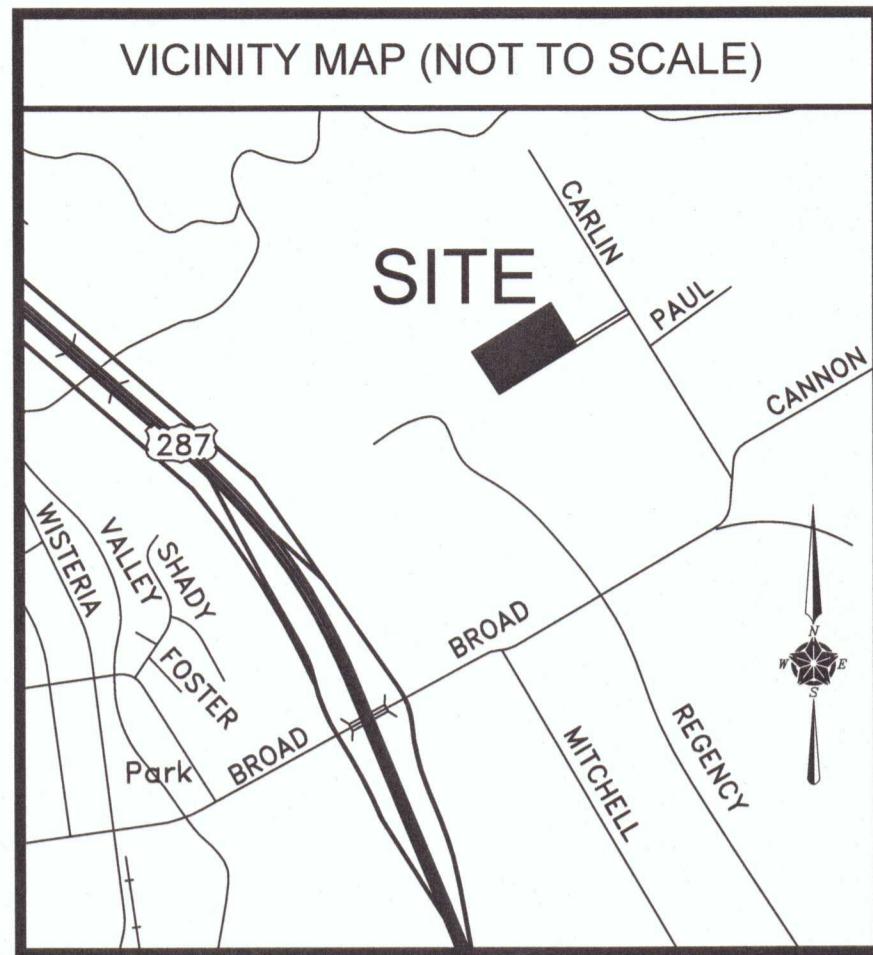 VICINITY MAP (NOT TO SCALE)
CARLIN
SITE
PAUL
CANNON
287
WISTERIA
VALLEY
SHADY
FOSTER
BROAD
N
W E
S
Park
BROAD
MITCHELL
REGENCY